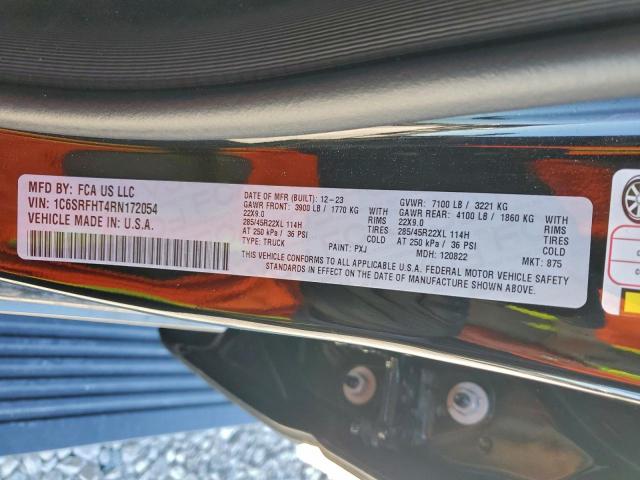 MFD BY: FCA US LLC
VIN: 1C6SRFHT4RN172054
VEHICLE MADE IN: U.S.A.
DATE OF MFR (BUILT): 12-23
GAWR FRONT: 3900 LB / 1770 KG WITH
22X9.0 RIMS
285/45R22XL 114H TIRES
AT 250 kPa / 36 PSI COLD
TYPE: TRUCK PAINT: PXJ
GVWR: 7100 LB / 3221 KG
GAWR REAR: 4100 LB / 1860 KG WITH
22X9.0 RIMS
285/45R22XL 114H TIRES
AT 250 kPa / 36 PSI COLD
MDH: 120822 MKT: 875
THIS VEHICLE CONFORMS TO ALL APPLICABLE U.S.A. FEDERAL MOTOR VEHICLE SAFETY
STANDARDS IN EFFECT ON THE DATE OF MANUFACTURE SHOWN ABOVE.